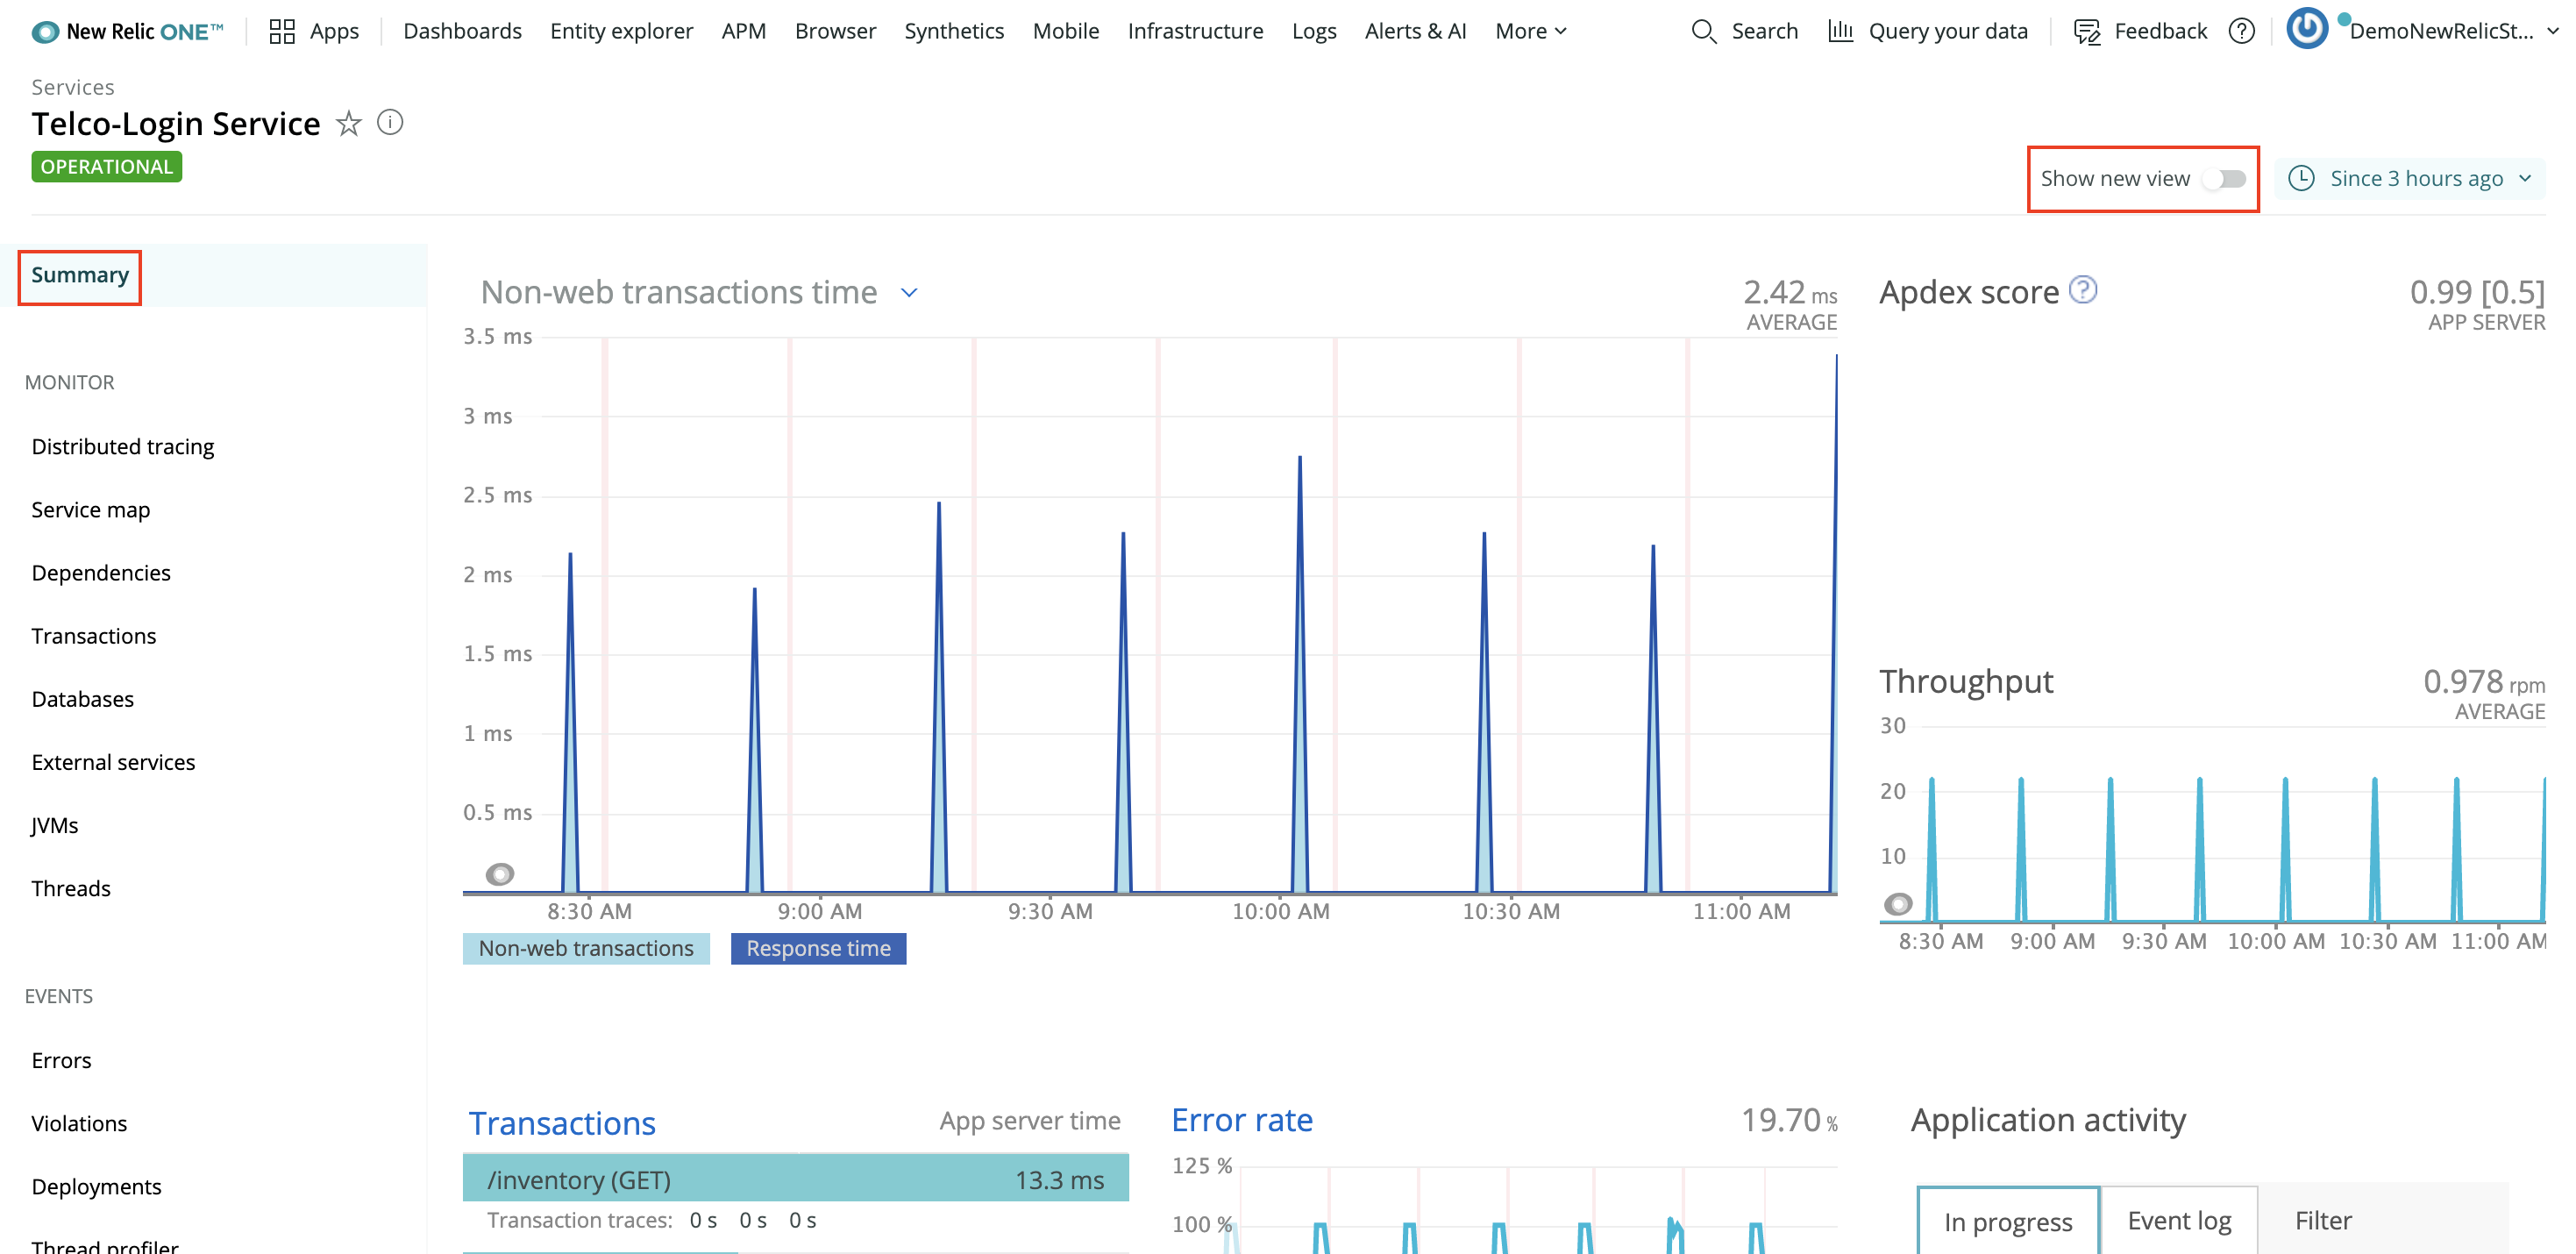 New Relic ONE™ Apps Dashboards Entity explorer APM Browser Synthetics Mobile Infrastructure Logs Alerts & AI More Search Query your data Feedback ? DemoNewRelicSt...
Services
Telco-Login Service i
OPERATIONAL
Show new view Since 3 hours ago
Summary
MONITOR
Distributed tracing
Service map
Dependencies
Transactions
Databases
External services
JVMs
Threads
EVENTS
Errors
Violations
Deployments
Thread profiler
Non-web transactions time
2.42 ms
AVERAGE
3.5 ms
3 ms
2.5 ms
2 ms
1.5 ms
1 ms
0.5 ms
8:30 AM 9:00 AM 9:30 AM 10:00 AM 10:30 AM 11:00 AM
Non-web transactions Response time
Apdex score ?
0.99 [0.5]
APP SERVER
Throughput
0.978 rpm
AVERAGE
30
20
10
8:30 AM 9:00 AM 9:30 AM 10:00 AM 10:30 AM 11:00 AM
Transactions App server time
/inventory (GET) 13.3 ms
Transaction traces: 0 s 0 s 0 s
Error rate 19.70 %
125 %
100 %
Application activity
In progress Event log Filter